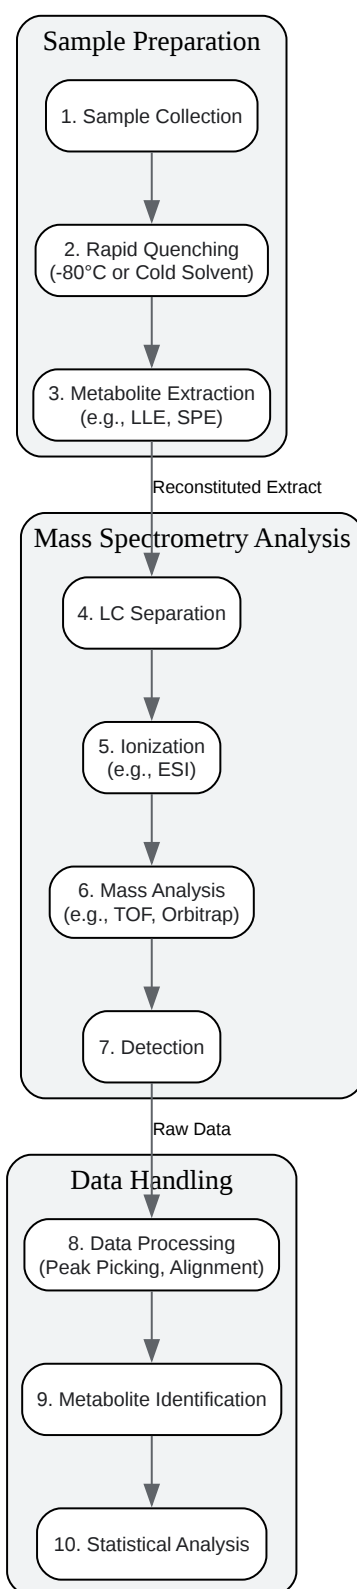 Sample Preparation
1. Sample Collection
2. Rapid Quenching
(-80°C or Cold Solvent)
3. Metabolite Extraction
(e.g., LLE, SPE)
Reconstituted Extract
Mass Spectrometry Analysis
4. LC Separation
5. Ionization
(e.g., ESI)
6. Mass Analysis
(e.g., TOF, Orbitrap)
7. Detection
Raw Data
Data Handling
8. Data Processing
(Peak Picking, Alignment)
9. Metabolite Identification
10. Statistical Analysis